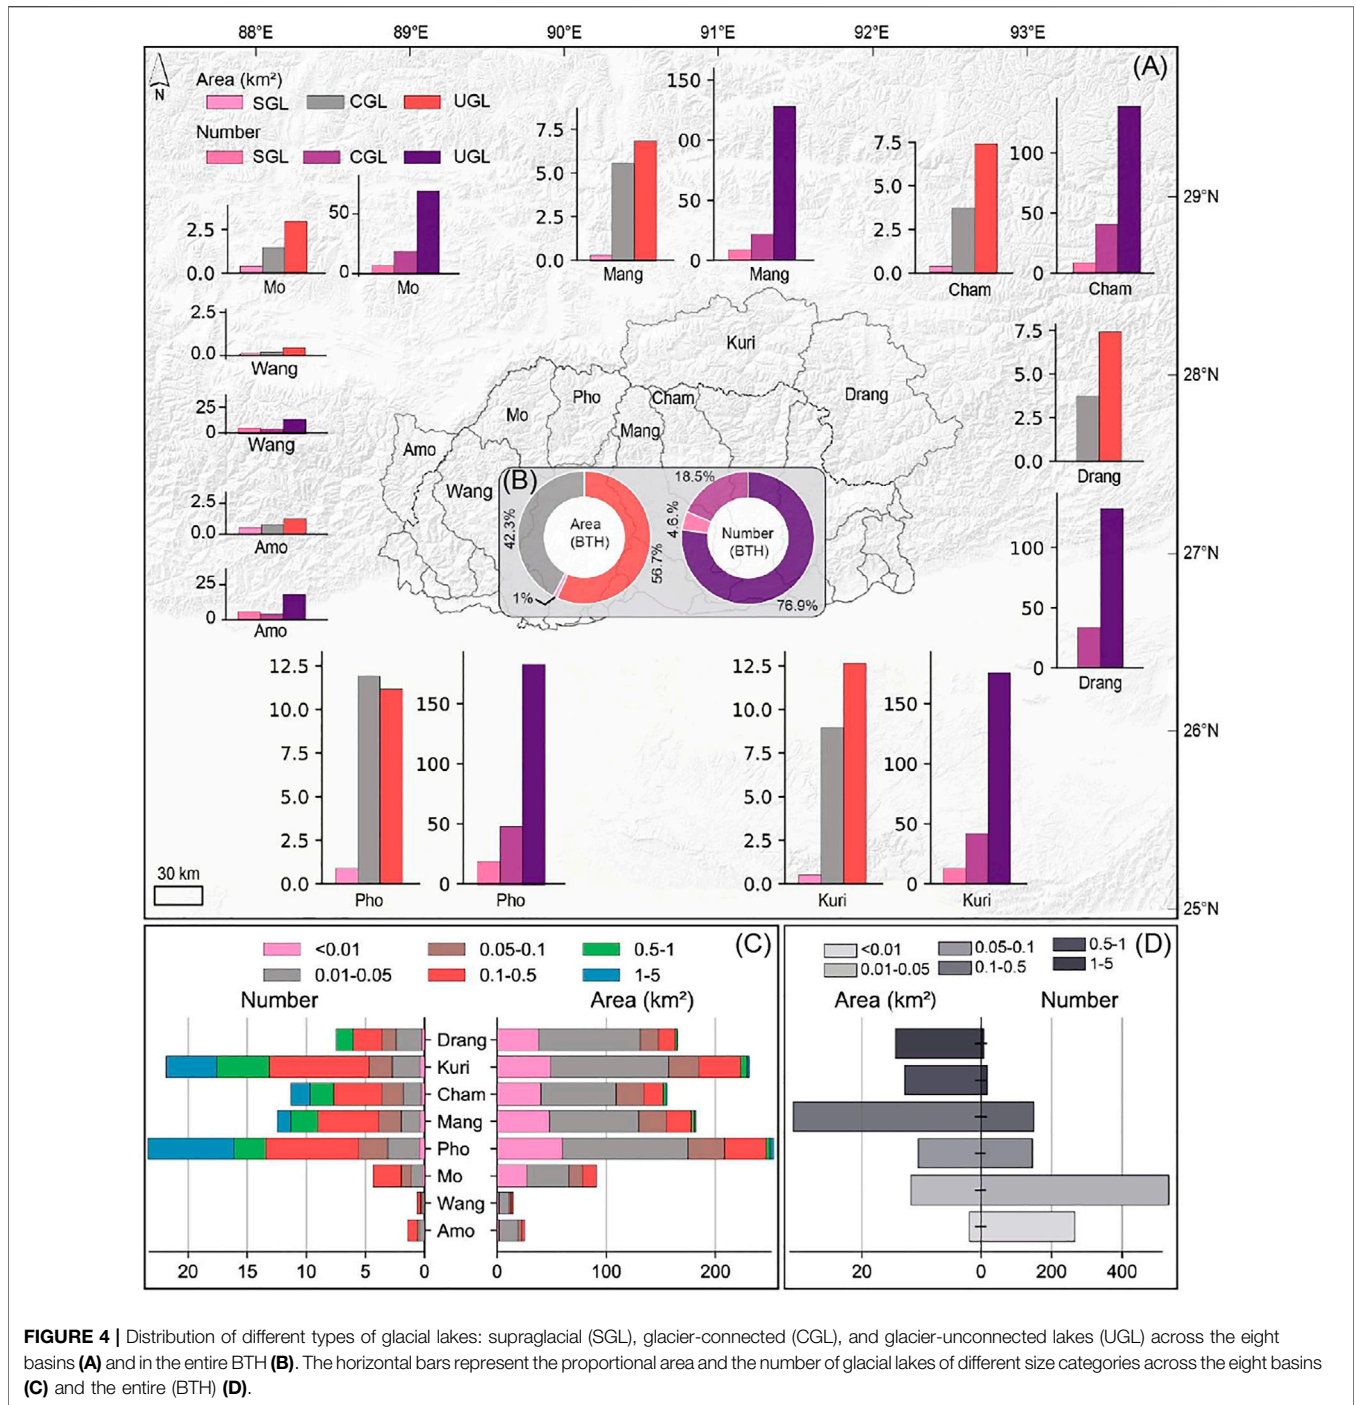 88°E 89°E 90°E 91°E 92°E 93°E
(A)
N
Area (km²)
SGL CGL UGL
Number
SGL CGL UGL
29°N
28°N
27°N
26°N
25°N
2.5
0.0
Mo
50
0
Mo
7.5
5.0
2.5
0.0
Mang
150
00
50
0
Mang
7.5
5.0
2.5
0.0
Cham
100
50
0
Cham
2.5
0.0
Wang
25
0
Wang
2.5
0.0
Amo
25
0
Amo
7.5
5.0
2.5
0.0
Drang
100
50
0
Drang
Kuri
Drang
Pho
Cham
Mo
Mang
Amo
Wang
(B)
42.3%
Area
(BTH)
56.7%
1%
18.5%
4.6.%
Number
(BTH)
76.9%
12.5
10.0
7.5
5.0
2.5
0.0
Pho
150
100
50
0
Pho
12.5
10.0
7.5
5.0
2.5
0.0
Kuri
150
100
50
0
Kuri
30 km
(C)
<0.01 0.05-0.1 0.5-1
0.01-0.05 0.1-0.5 1-5
Number Area (km²)
Drang
Kuri
Cham
Mang
Pho
Mo
Wang
Amo
20 15 10 5 0 0 100 200
(D)
<0.01 0.05-0.1 0.5-1
0.01-0.05 0.1-0.5 1-5
Area (km²) Number
20 0 200 400
FIGURE 4 | Distribution of different types of glacial lakes: supraglacial (SGL), glacier-connected (CGL), and glacier-unconnected lakes (UGL) across the eight
basins (A) and in the entire BTH (B). The horizontal bars represent the proportional area and the number of glacial lakes of different size categories across the eight basins
(C) and the entire (BTH) (D).